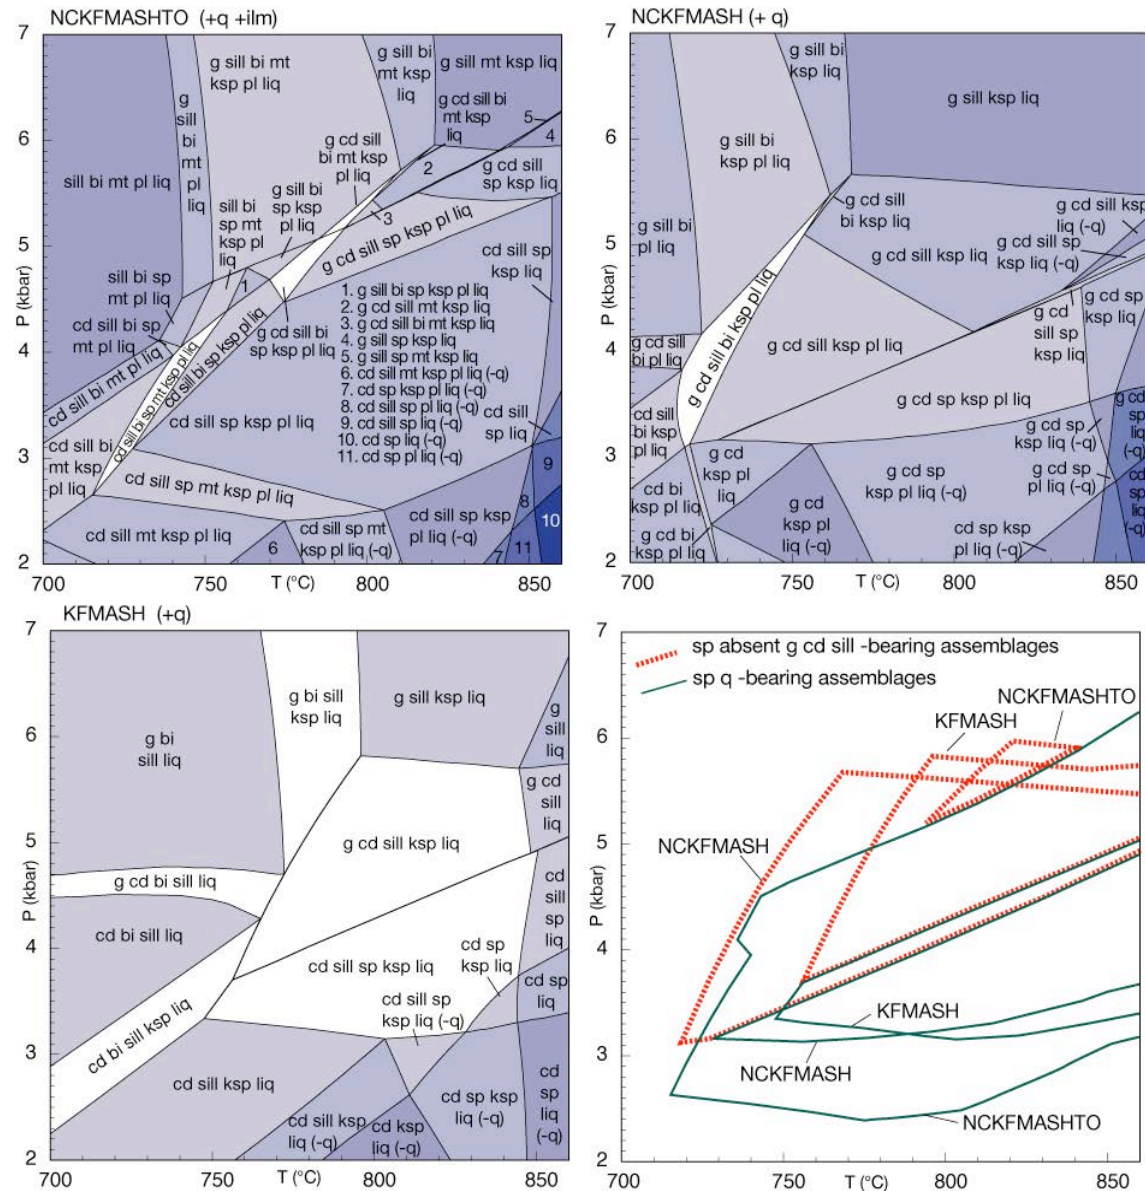 NCKFMASHTO (+q +ilm)
7
6
5
4
3
2
P (kbar)
700
750
T (°C)
800
850
g sill bi mt
ksp pl liq
g
sill
bi
mt
pl
liq
sill bi mt pl liq
g sill bi
mt ksp
liq
g sill mt ksp liq
g cd sill bi
mt ksp
liq
5
4
g cd sill
bi mt ksp
pl liq
2
g cd sill
sp ksp liq
g sill bi
sp ksp
pl liq
3
sill bi
sp mt
ksp pl
liq
g cd sill sp ksp pl liq
cd sill sp
ksp liq
sill bi sp
mt pl liq
1
cd sill bi sp
mt pl liq
g cd sill bi
sp ksp pl liq
cd sill bi mt pl liq
cd sill bi sp mt ksp pl liq
cd sill bi sp ksp pl liq
1. g sill bi sp ksp pl liq
2. g cd sill mt ksp liq
3. g cd sill bi mt ksp liq
4. g sill sp ksp liq
5. g sill sp mt ksp liq
6. cd sill mt ksp pl liq (-q)
7. cd sp ksp pl liq (-q)
8. cd sill sp pl liq (-q)
9. cd sill sp liq (-q)
10. cd sp liq (-q)
11. cd sp pl liq (-q)
cd sill sp ksp pl liq
cd sill
sp liq
cd sill bi
mt ksp
pl liq
cd sill sp mt ksp pl liq
9
8
10
cd sill mt ksp pl liq
6
cd sill sp mt
ksp pl liq (-q)
cd sill sp ksp
pl liq (-q)
7
11
NCKFMASH (+ q)
7
6
5
4
3
2
P (kbar)
700
750
T (°C)
800
850
g sill bi
ksp liq
g sill ksp liq
g sill bi
ksp pl liq
g sill bi
pl liq
g cd sill
bi ksp liq
g cd sill ksp
liq (-q)
g cd sill sp
ksp liq (-q)
g cd sill ksp liq
g cd sill bi ksp pl liq
g cd sill
bi pl liq
g cd sill ksp pl liq
g cd
sill sp
ksp liq
g cd sp
ksp liq
cd sill
bi ksp
pl liq
g cd sp ksp pl liq
g cd
sp
liq
(-q)
g cd sp
ksp liq (-q)
g cd
ksp
pl liq
g cd sp
ksp pl liq (-q)
g cd sp
pl liq (-q)
cd bi
ksp pl liq
g cd
ksp pl
liq (-q)
cd
sp
liq
(-q)
g cd bi
ksp pl liq
cd sp ksp
pl liq (-q)
KFMASH (+q)
7
6
5
4
3
2
P (kbar)
700
750
T (°C)
800
850
g bi sill
ksp liq
g sill ksp liq
g bi
sill liq
g
sill
liq
g cd
sill
liq
g cd sill ksp liq
g cd bi sill liq
cd bi sill liq
cd
sill
sp
liq
cd sp
ksp liq
cd sill sp ksp liq
cd sill sp
ksp liq (-q)
cd sp
liq
cd bi sill ksp liq
cd sill ksp liq
cd sill ksp
liq (-q)
cd ksp
liq (-q)
cd sp ksp
liq (-q)
cd
sp
liq
(-q)
7
6
5
4
3
2
P (kbar)
700
750
T (°C)
800
850
sp absent g cd sill -bearing assemblages
sp q -bearing assemblages
NCKFMASHTO
KFMASH
NCKFMASH
KFMASH
NCKFMASH
NCKFMASHTO